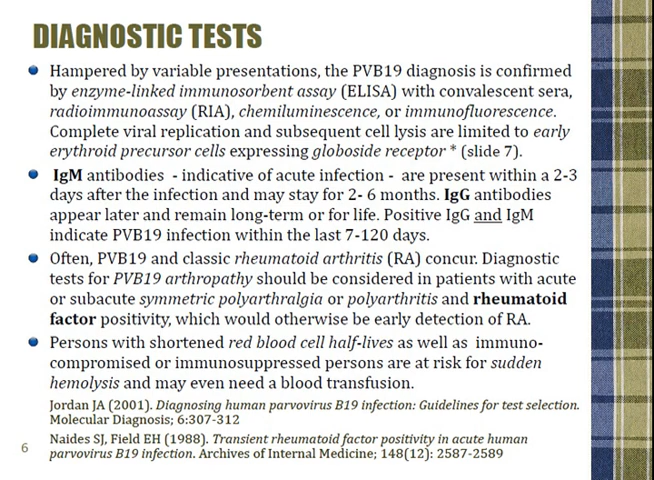 DIAGNOSTIC TESTS
Hampered by variable presentations, the PVB19 diagnosis is confirmed
by enzyme-linked immunosorbent assay (ELISA) with convalescent sera,
radioimmunoassay (RIA), chemiluminescence, or immunofluorescence.
Complete viral replication and subsequent cell lysis are limited to early
erythroid precursor cells expressing globoside receptor * (slide 7).
IgM antibodies - indicative of acute infection - are present within a 2-3
days after the infection and may stay for 2- 6 months. IgG antibodies
appear later and remain long-term or for life. Positive IgG and IgM
indicate PVB19 infection within the last 7-120 days.
Often, PVB19 and classic rheumatoid arthritis (RA) concur. Diagnostic
tests for PVB19 arthropathy should be considered in patients with acute
or subacute symmetric polyarthralgia or polyarthritis and rheumatoid
factor positivity, which would otherwise be early detection of RA.
Persons with shortened red blood cell half-lives as well as immuno-
compromised or immunosuppressed persons are at risk for sudden
hemolysis and may even need a blood transfusion.
Jordan JA (2001). Diagnosing human parvovirus B19 infection: Guidelines for test selection.
Molecular Diagnosis; 6:307-312
Naides SJ, Field EH (1988). Transient rheumatoid factor positivity in acute human
parvovirus B19 infection. Archives of Internal Medicine; 148(12): 2587-2589
6